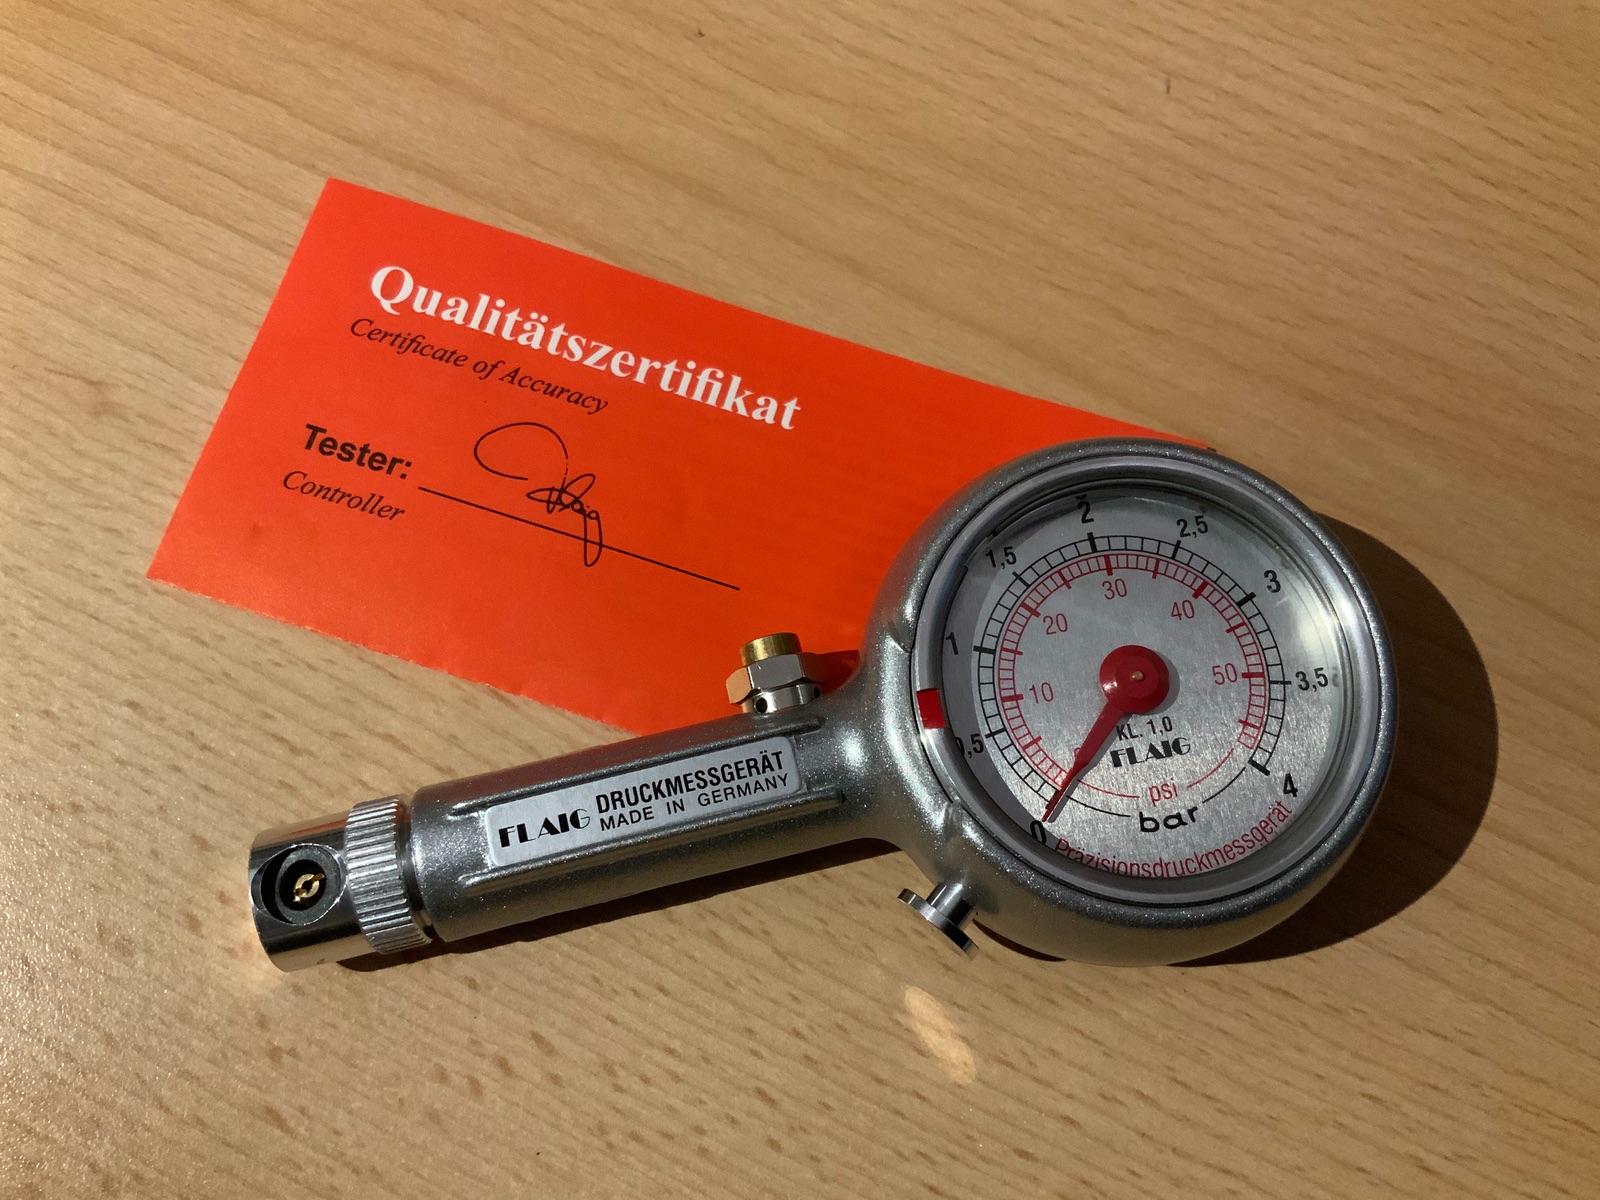 Qualitätszertifikat
Certificate of Accuracy
Tester:
Controller
FLAIG DRUCKMESSGERÄT
MADE IN GERMANY
0
0,5
1
1,5
2
2,5
3
3,5
4
0
10
20
30
40
50
KL. 1,0
FLAIG
psi
bar
Präzisionsdruckmessgerät